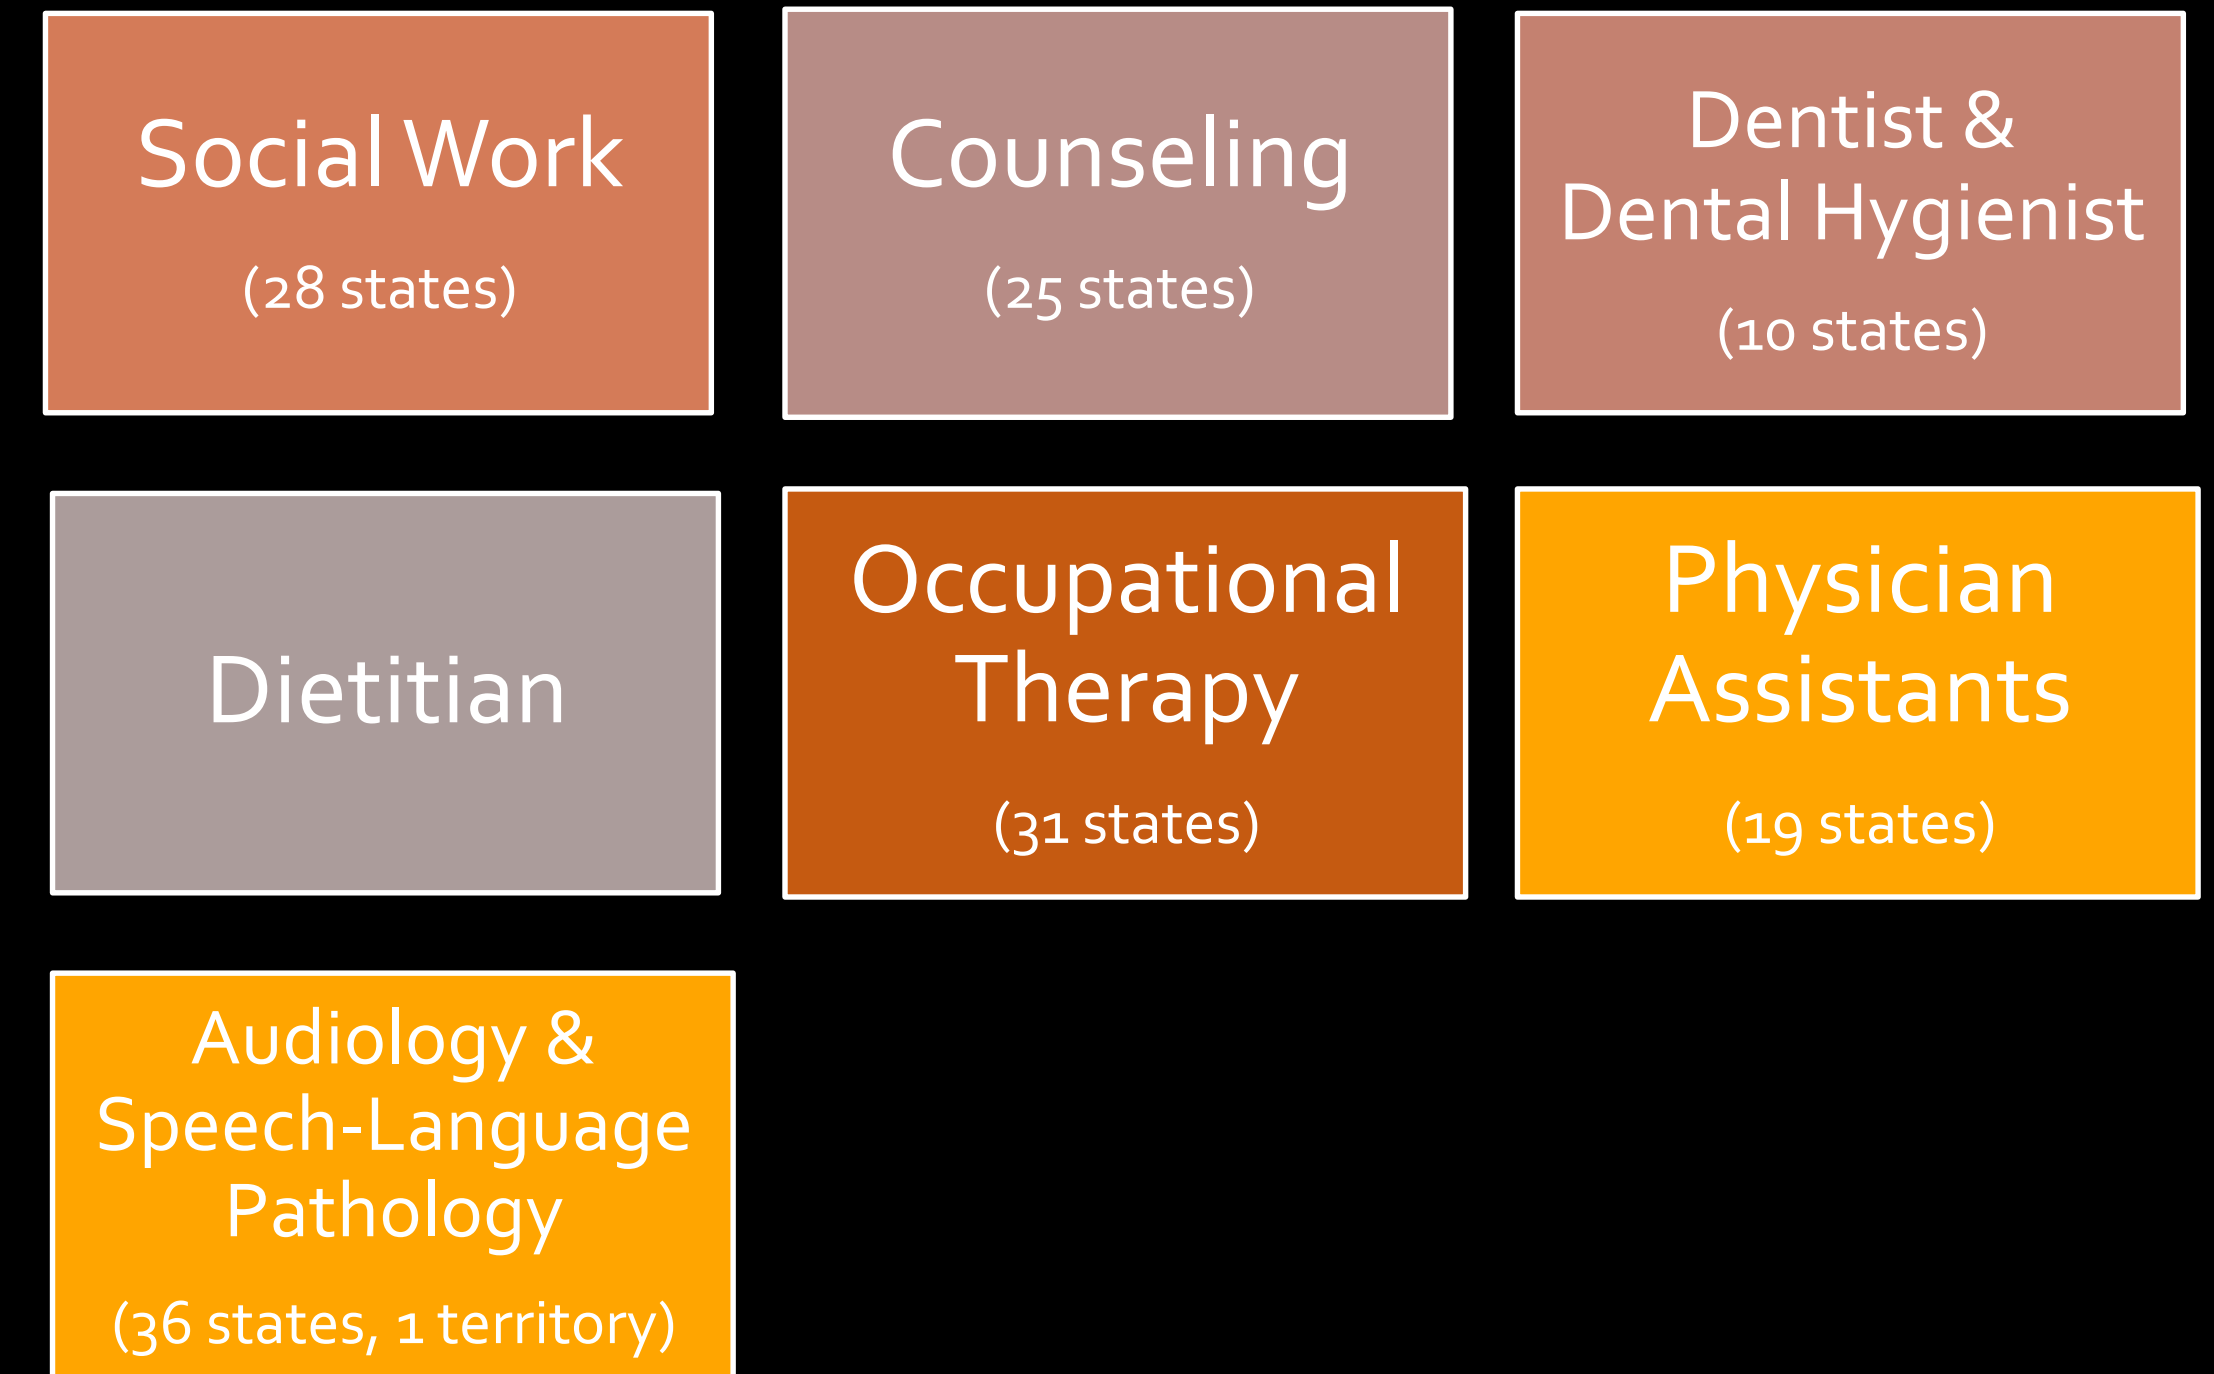 Social Work
(28 states)
Counseling
(25 states)
Dentist &
Dental Hygienist
(10 states)
Dietitian
Occupational
Therapy
(31 states)
Physician
Assistants
(19 states)
Audiology &
Speech-Language
Pathology
(36 states, 1 territory)